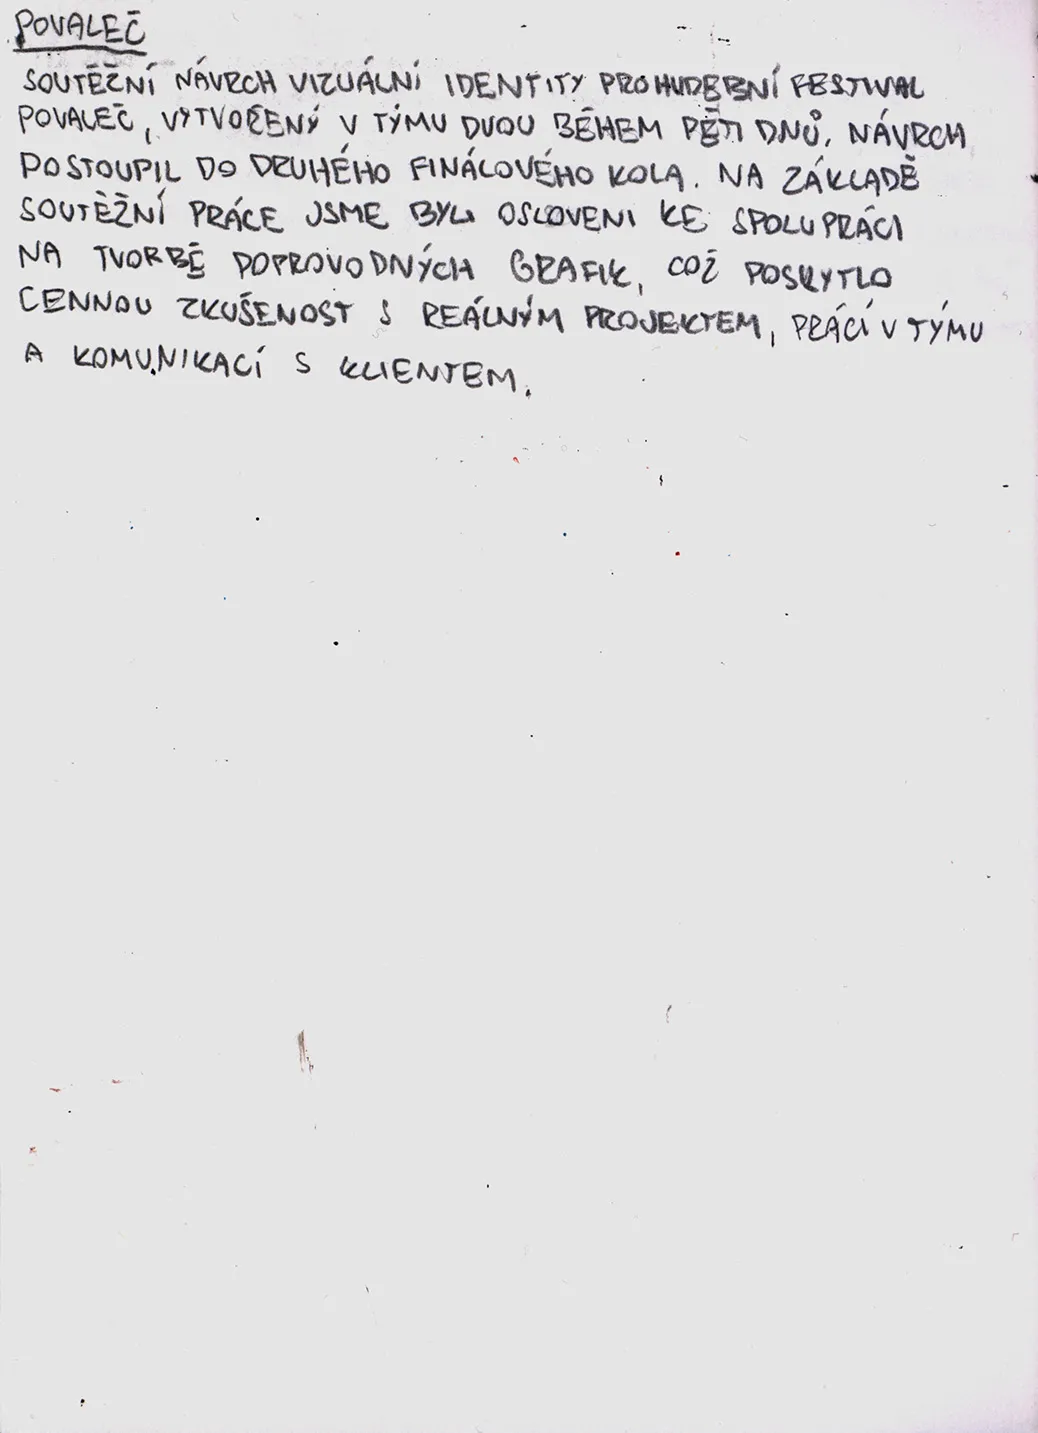 POVALEČ
SOUTĚŽNÍ NÁVRCH VIZUÁLNÍ IDENTITY PRO HUDEBNÍ FESTIVAL
POVALEČ, VYTVOŘENÝ V TÝMU DVOU BĚHEM PĚTI DNŮ. NÁVRCH
POSTOUPIL DO DRUHÉHO FINÁLOVÉHO KOLA. NA ZÁKLADĚ
SOUTĚŽNÍ PRÁCE JSME BYLI OSLOVENI KE SPOLUPRÁCI
NA TVORBĚ POPROVODNÝCH GRAFIK, COŽ POSKYTLO
CENNOU ZKUŠENOST S REÁLNÝM PROJEKTEM, PRÁCÍ V TÝMU
A KOMUNIKACÍ S KLIENTEM.